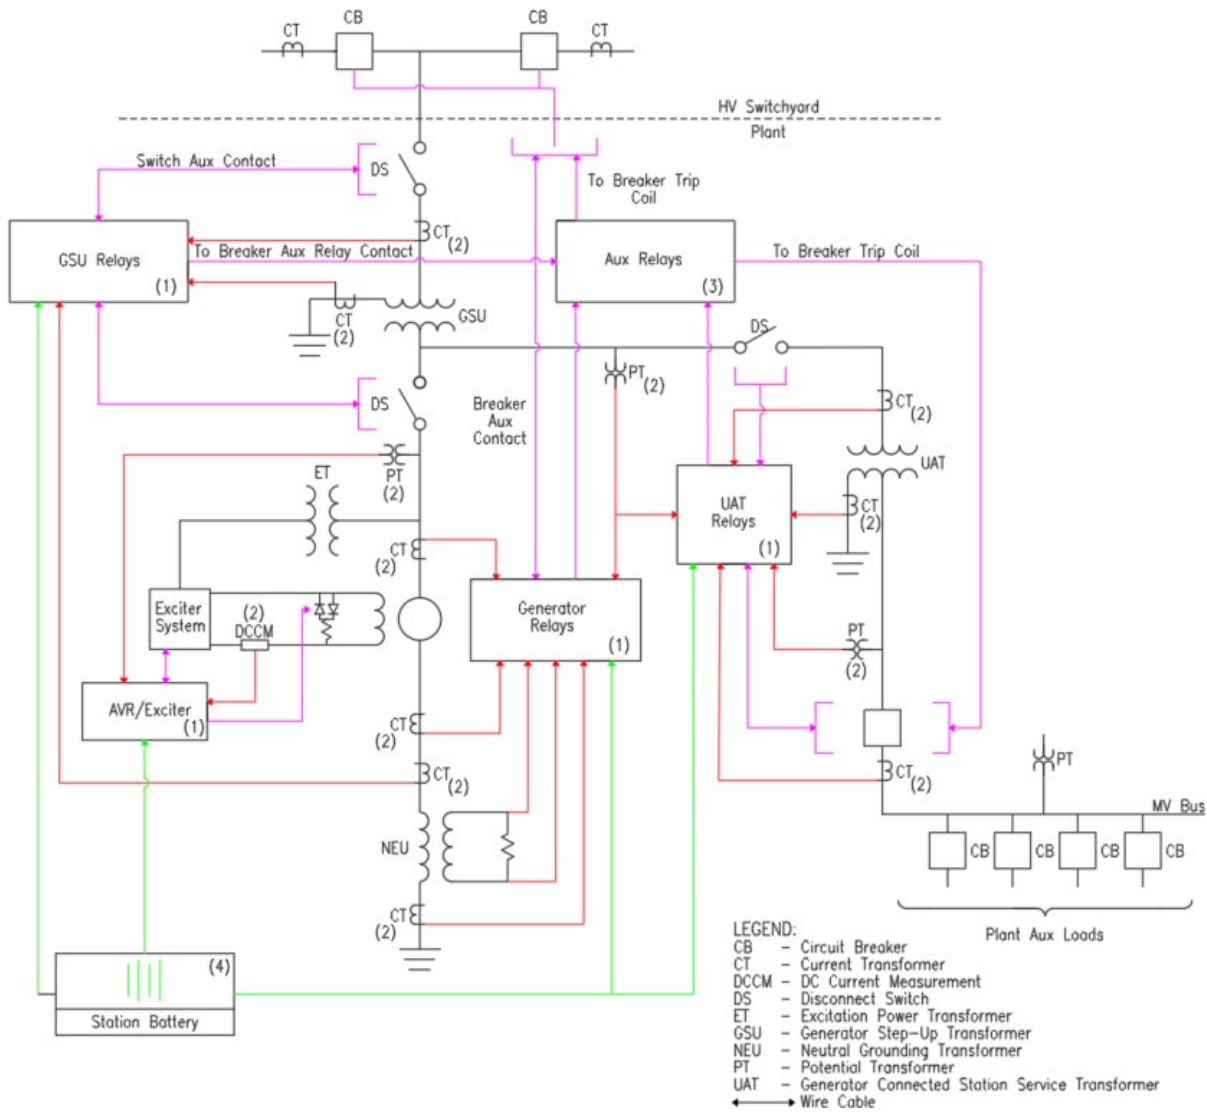 CT
CB
CB
CT
HV Switchyard
Plant
Switch Aux Contact
DS
To Breaker Trip
Coil
GSU Relays
(1)
CT
(2)
To Breaker Aux Relay Contact
Aux Relays
(3)
To Breaker Trip Coil
CT
(2)
GSU
DS
PT
(2)
DS
Breaker
Aux
Contact
CT
(2)
UAT
ET
PT
(2)
UAT
Relays
(1)
CT
(2)
CT
(2)
Exciter
System
(2)
DCCM
Generator
Relays
(1)
PT
(2)
AVR/Exciter
(1)
CT
(2)
CT
(2)
CT
(2)
PT
MV Bus
NEU
CB
CB
CB
CB
CT
(2)
Plant Aux Loads
(4)
Station Battery
LEGEND:
CB - Circuit Breaker
CT - Current Transformer
DCCM - DC Current Measurement
DS - Disconnect Switch
ET - Excitation Power Transformer
GSU - Generator Step-Up Transformer
NEU - Neutral Grounding Transformer
PT - Potential Transformer
UAT - Generator Connected Station Service Transformer
Wire Cable